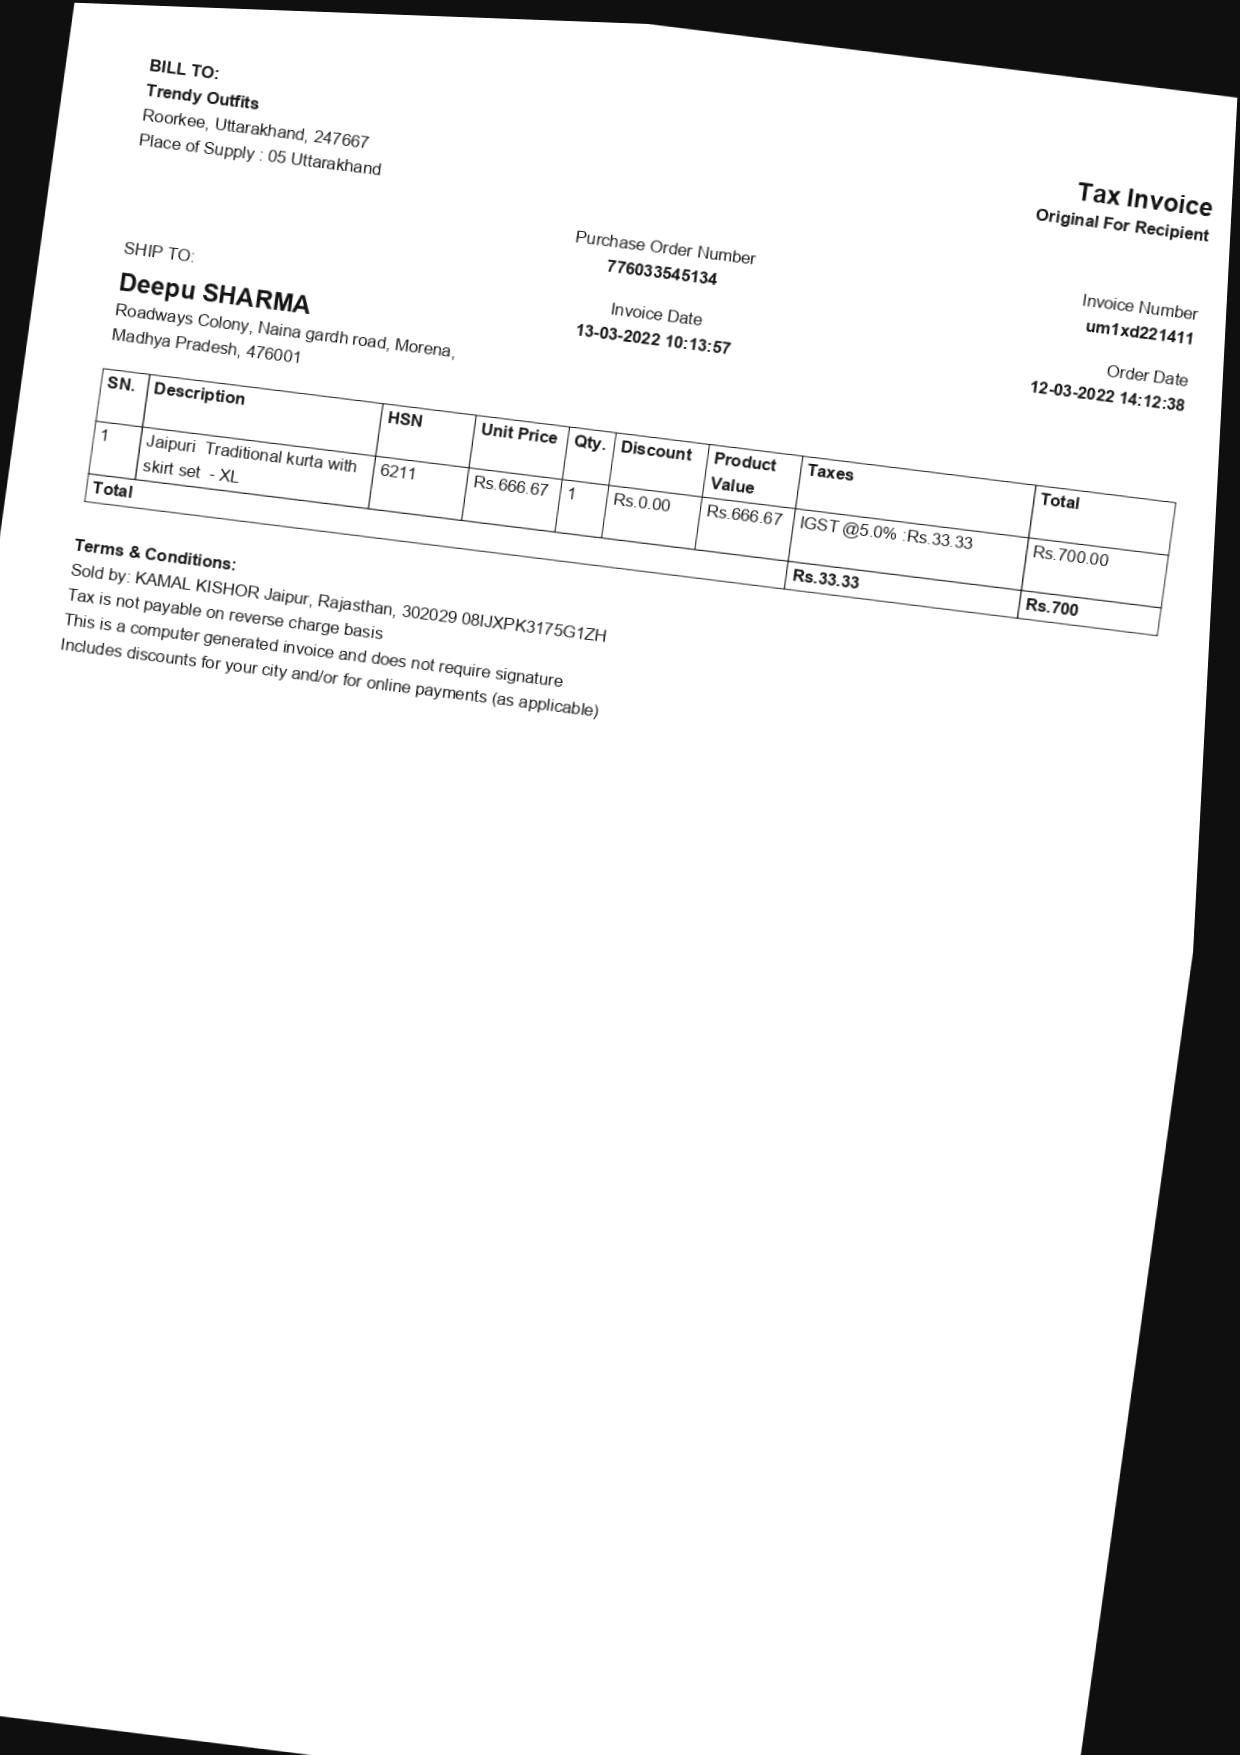 BILL TO:
Trendy Outfits
Roorkee, Uttarakhand, 247667
Place of Supply : 05 Uttarakhand
Tax Invoice
Original For Recipient
SHIP TO:
Deepu SHARMA
Roadways Colony, Naina gardh road, Morena,
Madhya Pradesh, 476001
Purchase Order Number
776033545134
Invoice Date
13-03-2022 10:13:57
Invoice Number
um1xd221411
Order Date
12-03-2022 14:12:38
SN. Description HSN Unit Price Qty. Discount Product Value Taxes Total
1 Jaipuri  Traditional kurta with skirt set  - XL 6211 Rs.666.67 1 Rs.0.00 Rs.666.67 IGST @5.0% :Rs.33.33 Rs.700.00
Total Rs.33.33 Rs.700
Terms & Conditions:
Sold by: KAMAL KISHOR Jaipur, Rajasthan, 302029 08IJXPK3175G1ZH
Tax is not payable on reverse charge basis
This is a computer generated invoice and does not require signature
Includes discounts for your city and/or for online payments (as applicable)